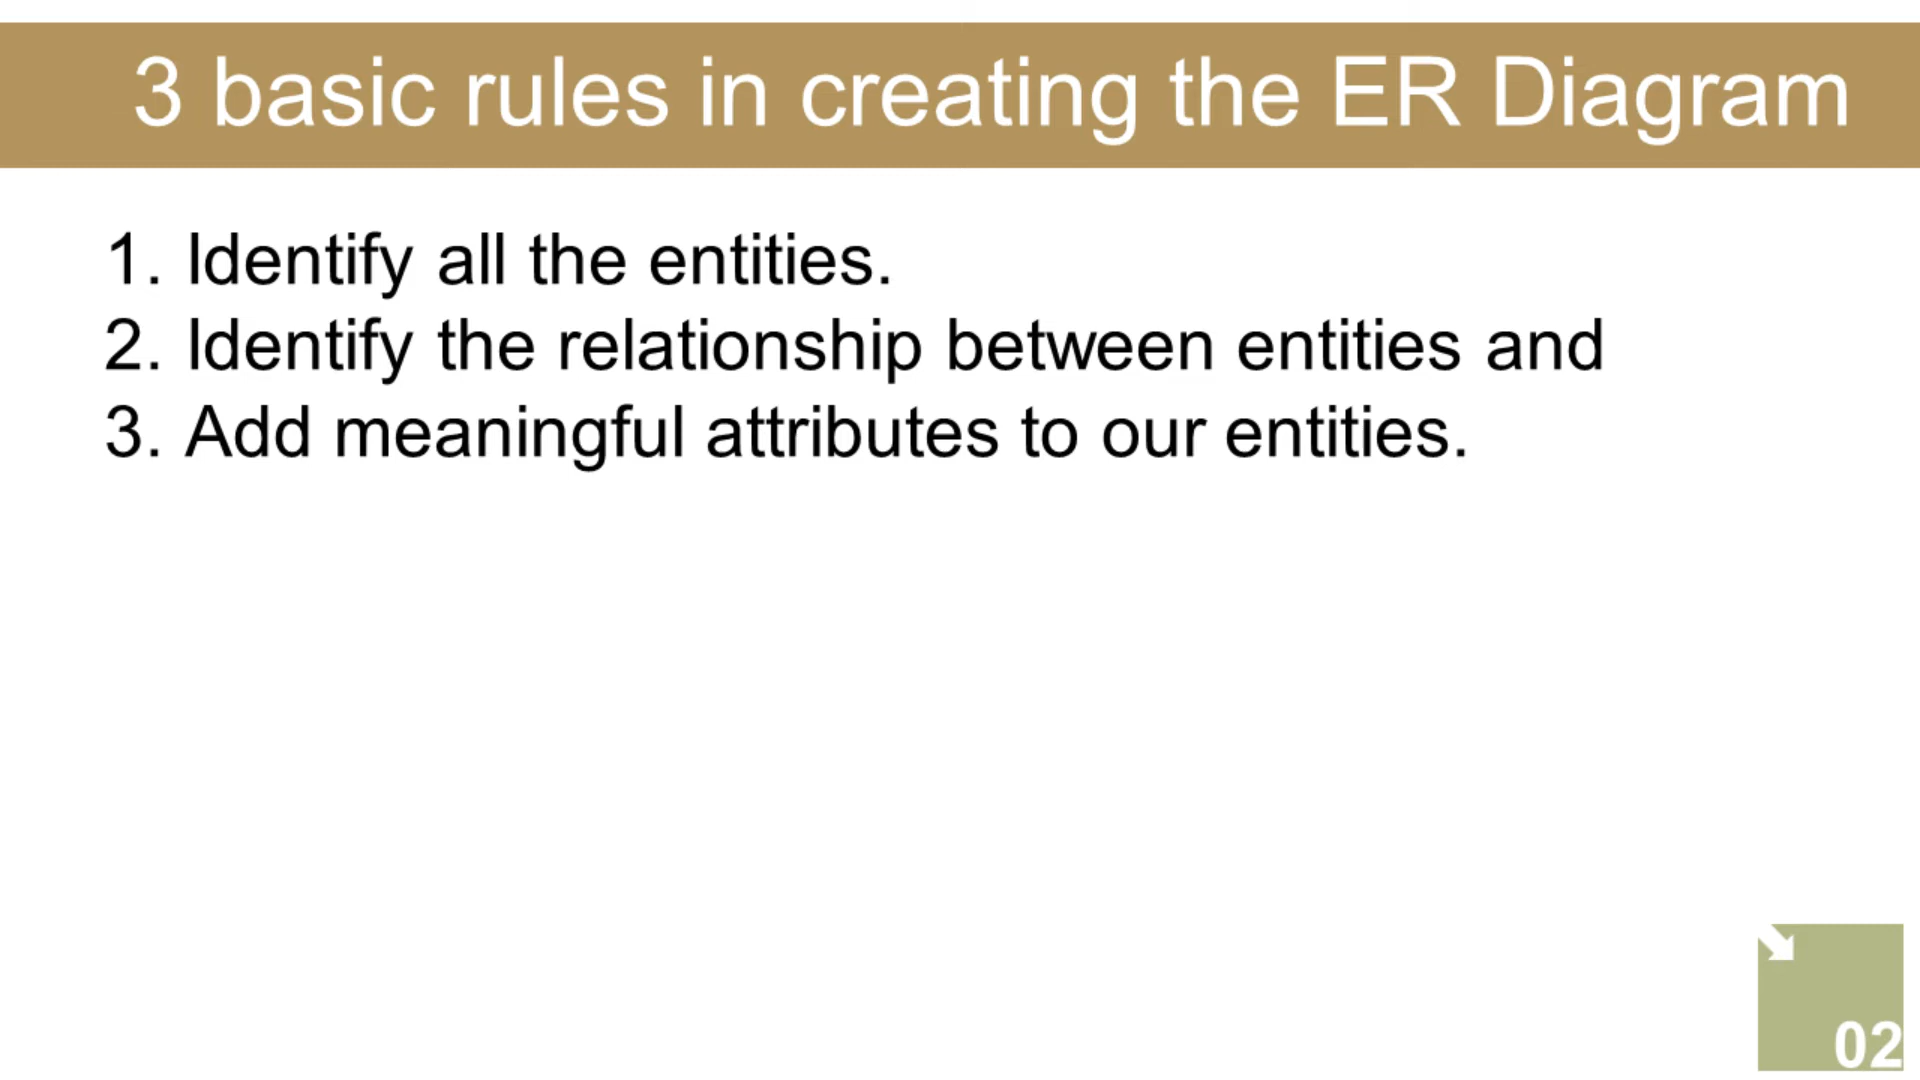 3 basic rules in creating the ER Diagram
1. Identify all the entities.
2. Identify the relationship between entities and
3. Add meaningful attributes to our entities.
02